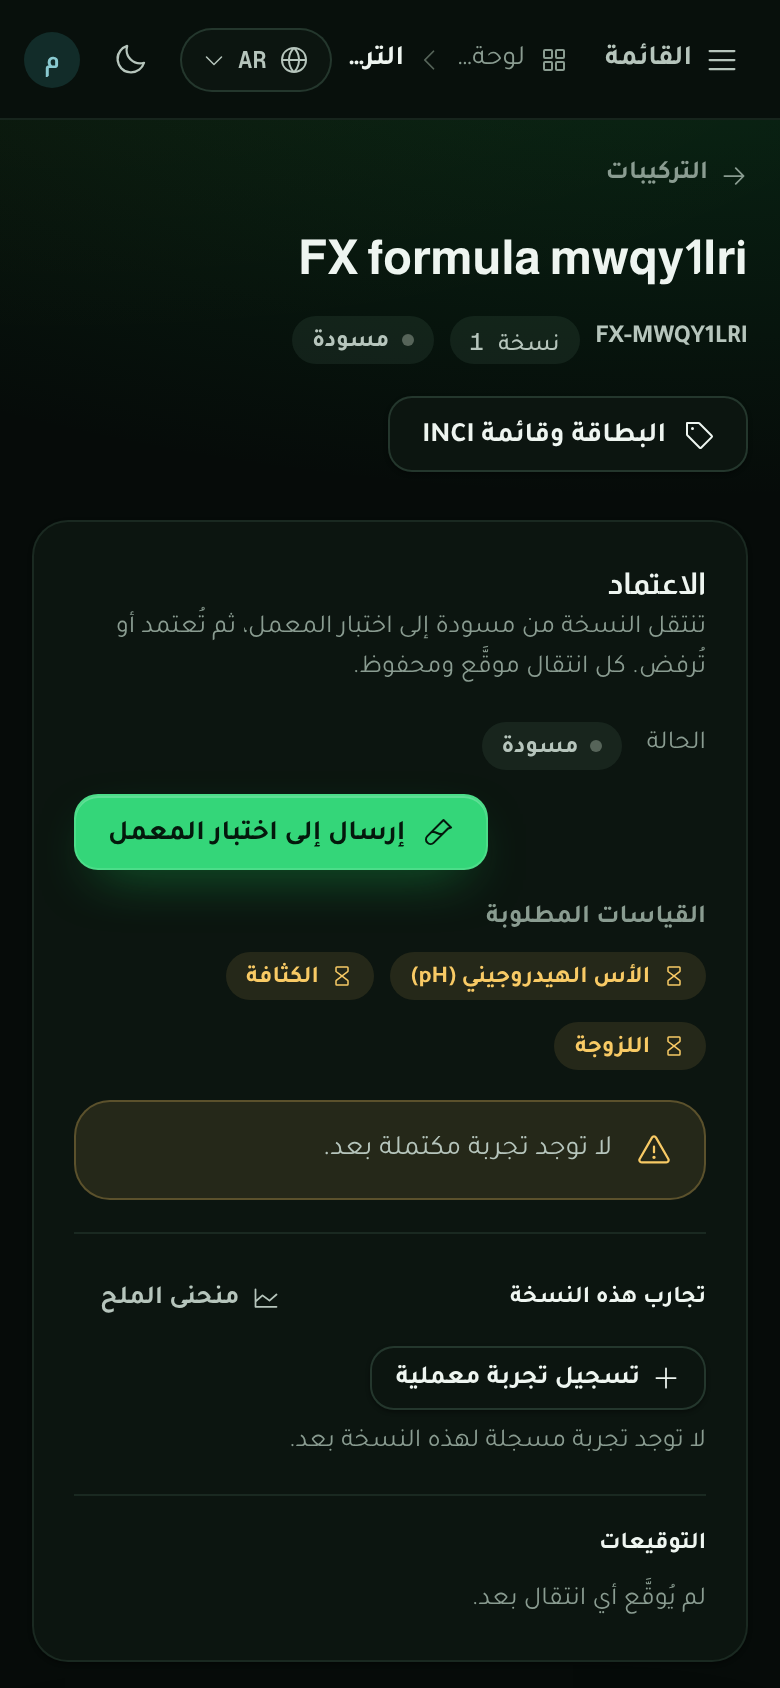 القائمة
لوحة...
التر...
AR
م
التركيبات
FX formula mwqy1lri
FX-MWQY1LRI
نسخة 1
مسودة
البطاقة وقائمة INCI
الاعتماد
تنتقل النسخة من مسودة إلى اختبار المعمل، ثم تُعتمد أو
تُرفض. كل انتقال موقَّع ومحفوظ.
الحالة
مسودة
إرسال إلى اختبار المعمل
القياسات المطلوبة
الأس الهيدروجيني (pH)
الكثافة
اللزوجة
لا توجد تجربة مكتملة بعد.
تجارب هذه النسخة
منحنى الملح
تسجيل تجربة معملية
لا توجد تجربة مسجلة لهذه النسخة بعد.
التوقيعات
لم يُوقَّع أي انتقال بعد.